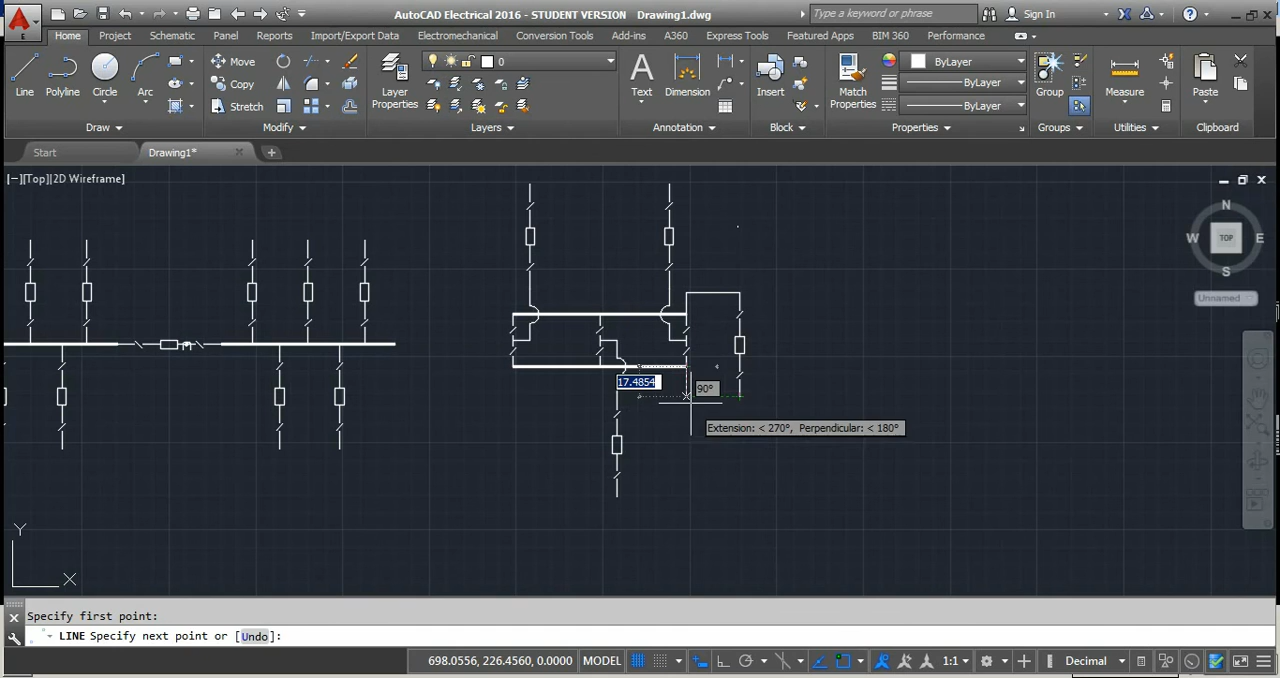 AutoCAD Electrical 2016 - STUDENT VERSION Drawing1.dwg
Type a keyword or phrase
Sign In
E
Home Project Schematic Panel Reports Import/Export Data Electromechanical Conversion Tools Add-ins A360 Express Tools Featured Apps BIM 360 Performance
Line Polyline Circle Arc
Move
Copy
Stretch
Layer Properties
0
Text Dimension
Insert
Match Properties
ByLayer
ByLayer
ByLayer
Group
Measure
Paste
Draw Modify Layers Annotation Block Properties Groups Utilities Clipboard
Start Drawing1*
[−][Top][2D Wireframe]
N
W TOP E
S
Unnamed
17.4854
90°
Extension: < 270°, Perpendicular: < 180°
Y
X
Specify first point:
LINE Specify next point or [Undo]:
698.0556, 226.4560, 0.0000 MODEL 1:1 Decimal